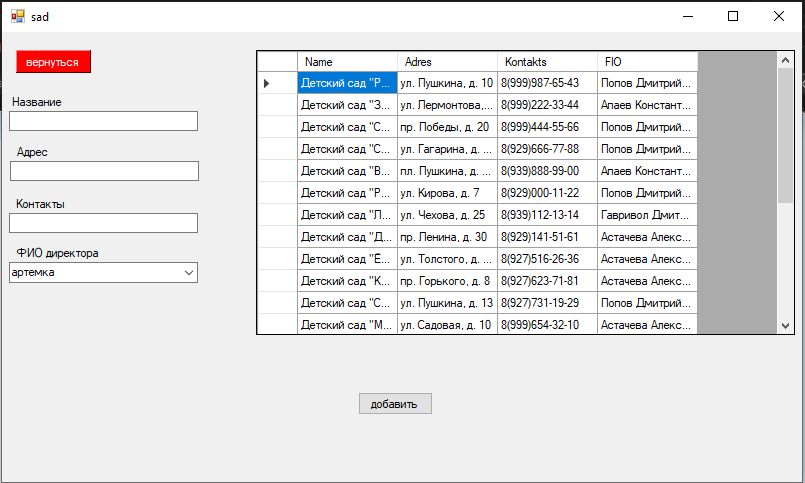 sad
вернуться
Название
Адрес
Контакты
ФИО директора
артемка
Name Adres Kontakts FIO
Детский сад "Р... ул. Пушкина, д. 10 8(999)987-65-43 Попов Дмитрий...
Детский сад "З... ул. Лермонтова,... 8(999)222-33-44 Апаев Констант...
Детский сад "С... пр. Победы, д. 20 8(999)444-55-66 Попов Дмитрий...
Детский сад "С... ул. Гагарина, д. ... 8(929)666-77-88 Попов Дмитрий...
Детский сад "В... пл. Пушкина, д. ... 8(939)888-99-00 Апаев Констант...
Детский сад "Р... ул. Кирова, д. 7 8(929)000-11-22 Попов Дмитрий...
Детский сад "Л... ул. Чехова, д. 25 8(939)112-13-14 Гавривол Дмит...
Детский сад "Д... пр. Ленина, д. 30 8(929)141-51-61 Астачева Алекс...
Детский сад "Е... ул. Толстого, д. ... 8(927)516-26-36 Астачева Алекс...
Детский сад "К... пр. Горького, д. 8 8(927)623-71-81 Астачева Алекс...
Детский сад "С... ул. Пушкина, д. 13 8(927)731-19-29 Попов Дмитрий...
Детский сад "М... ул. Садовая, д. 10 8(999)654-32-10 Астачева Алекс...
добавить